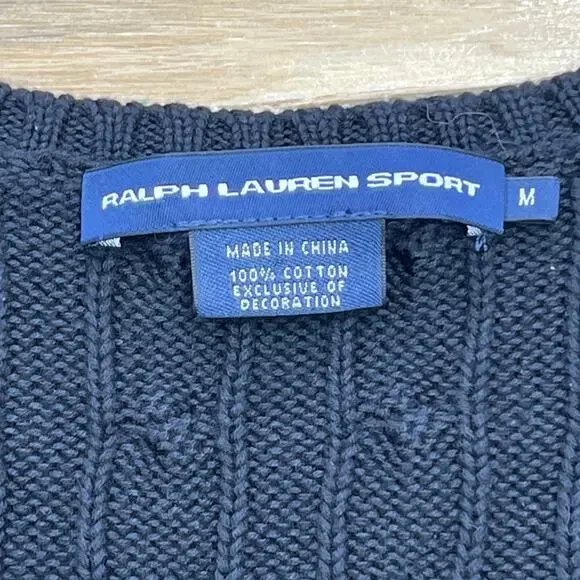 RALPH LAUREN SPORT
M
MADE IN CHINA
100% COTTON
EXCLUSIVE OF
DECORATION